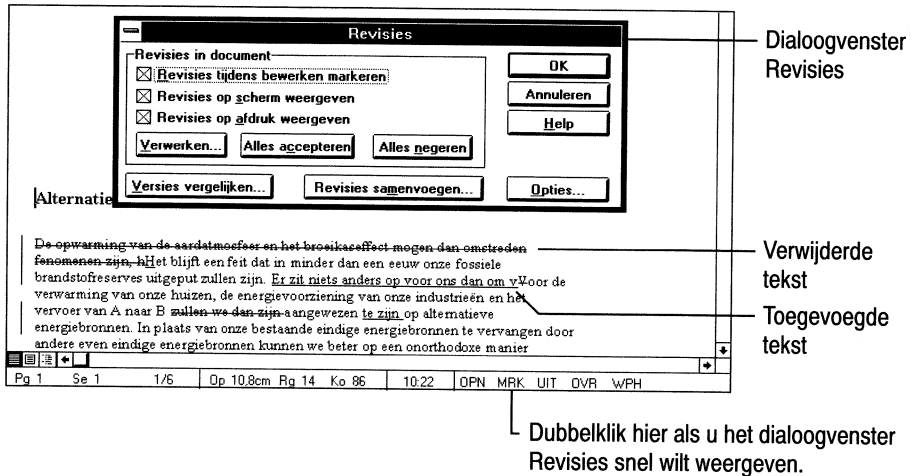 Revisies
Revisies in document
Revisies tijdens bewerken markeren
Revisies op scherm weergeven
Revisies op afdruk weergeven
Verwerken...
Alles accepteren
Alles negeren
OK
Annuleren
Help
Versies vergelijken...
Revisies samenvoegen...
Opties...
Dialoogvenster
Revisies
Alternatie
De opwarming van de aardatmosfeer en het broeikaseffect mogen dan omstreden
fenomenen zijn, hHet blijft een feit dat in minder dan een eeuw onze fossiele
brandstofreserves uitgeput zullen zijn. Er zit niets anders op voor ons dan om vVoor de
verwarming van onze huizen, de energievoorziening van onze industrieën en het
vervoer van A naar B zullen we dan zijn aangewezen te zijn op alternatieve
energiebronnen. In plaats van onze bestaande eindige energiebronnen te vervangen door
andere even eindige energiebronnen kunnen we beter op een onorthodoxe manier
Verwijderde
tekst
Toegevoegde
tekst
Pg 1 Se 1 1/6 Op 10,8cm Rg 14 Ko 86 10:22 OPN MRK UIT OVR WPH
Dubbelklik hier als u het dialoogvenster
Revisies snel wilt weergeven.